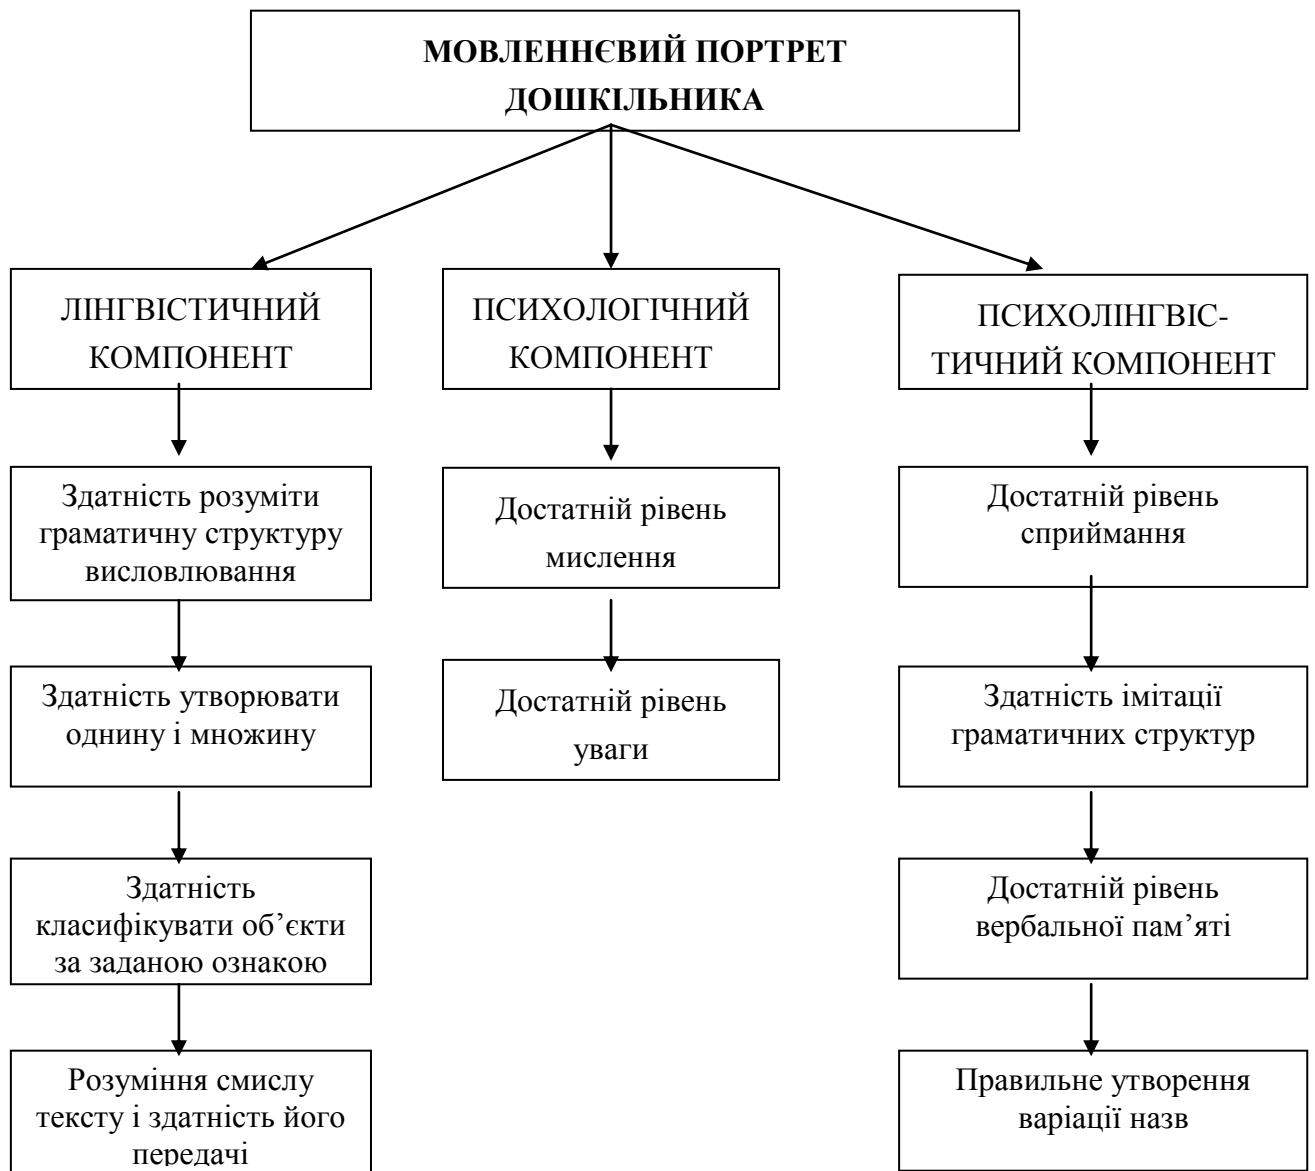 МОВЛЕННЄВИЙ ПОРТРЕТ
ДОШКІЛЬНИКА
ЛІНГВІСТИЧНИЙ
КОМПОНЕНТ
ПСИХОЛОГІЧНИЙ
КОМПОНЕНТ
ПСИХОЛІНГВІС-
ТИЧНИЙ КОМПОНЕНТ
Здатність розуміти
граматичну структуру
висловлювання
Достатній рівень
мислення
Достатній рівень
сприймання
Здатність утворювати
однину і множину
Достатній рівень
уваги
Здатність імітації
граматичних структур
Здатність
класифікувати об’єкти
за заданою ознакою
Достатній рівень
вербальної пам’яті
Розуміння смислу
тексту і здатність його
передачі
Правильне утворення
варіації назв